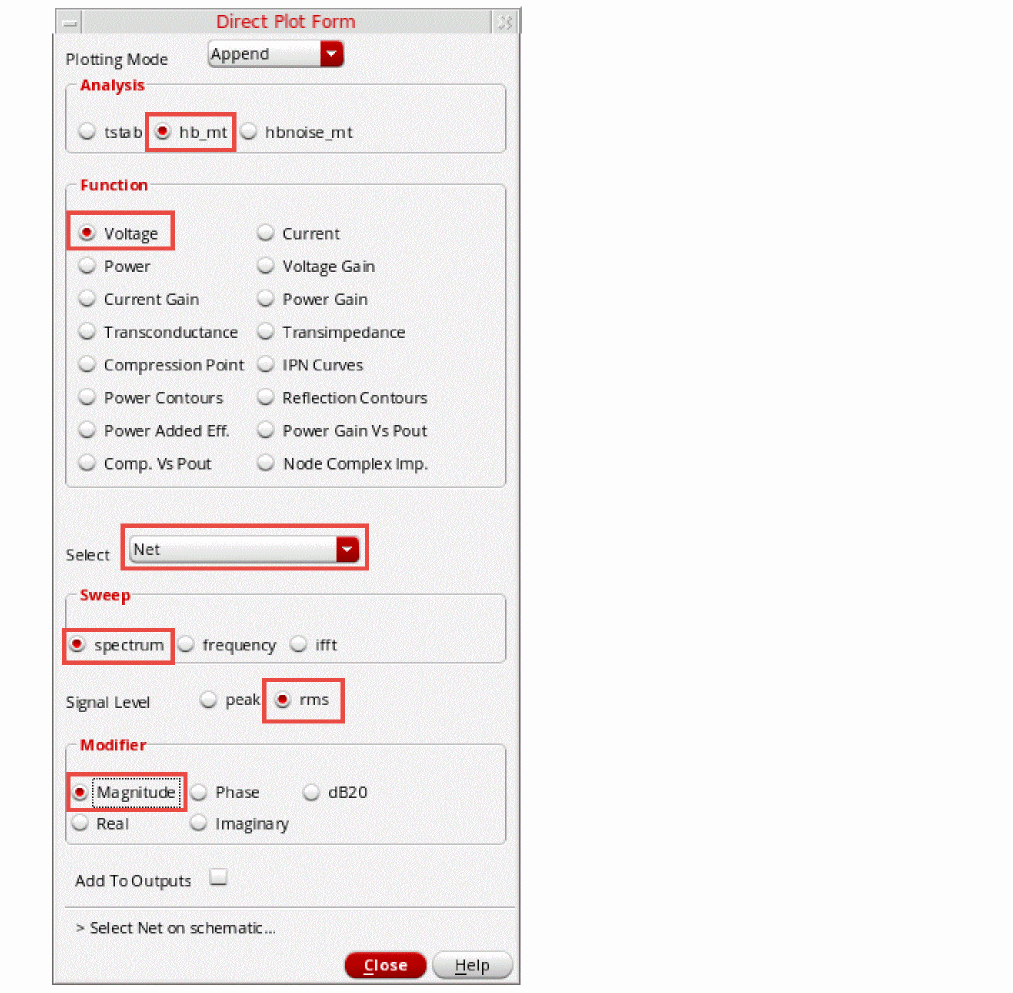 Direct Plot Form
Plotting Mode Append
Analysis
tstab hb_mt hbnoise_mt
Function
Voltage Current
Power Voltage Gain
Current Gain Power Gain
Transconductance Transimpedance
Compression Point IPN Curves
Power Contours Reflection Contours
Power Added Eff. Power Gain Vs Pout
Comp. Vs Pout Node Complex Imp.
Select Net
Sweep
spectrum frequency ifft
Signal Level peak rms
Modifier
Magnitude Phase dB20
Real Imaginary
Add To Outputs
> Select Net on schematic...
Close Help